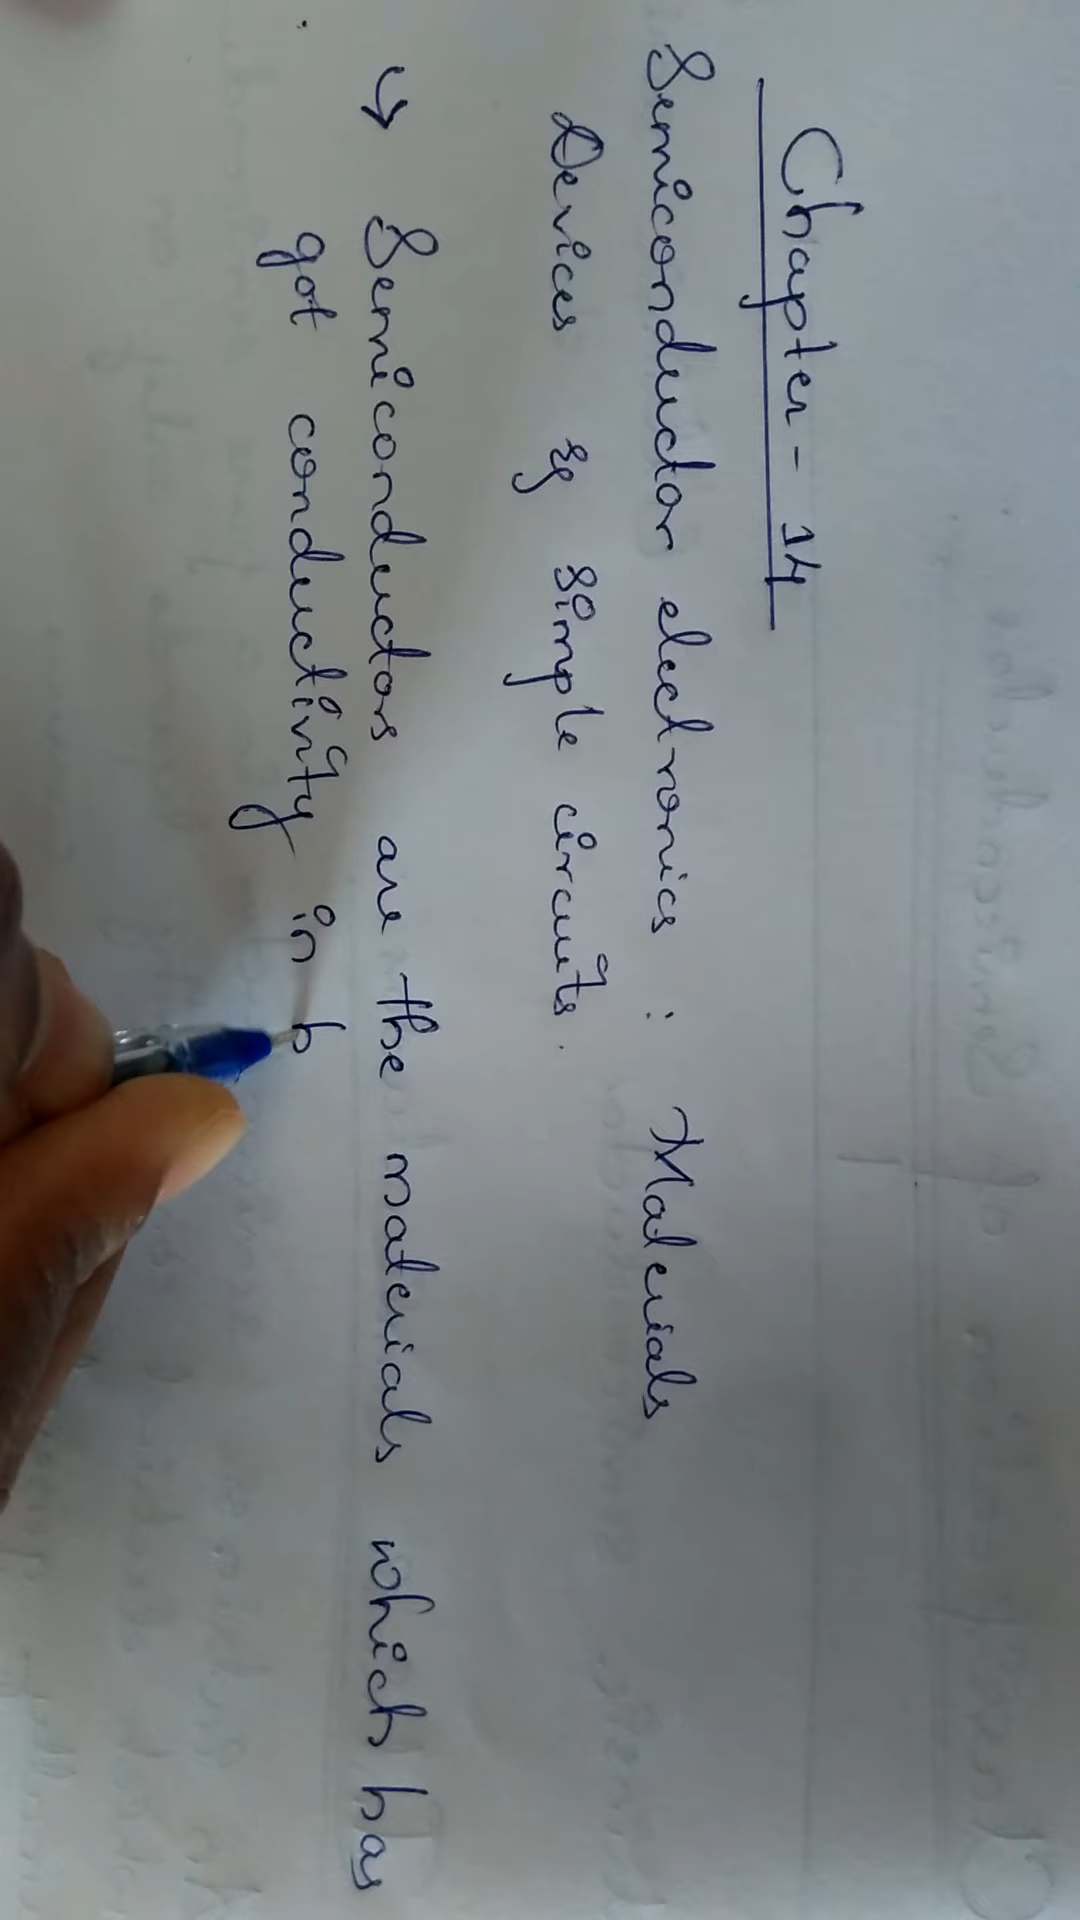 Chapter - 14
Semiconductor electronics : Materials
Devices & Simple circuits.
→ Semiconductors are the materials which has
got conductivity in b